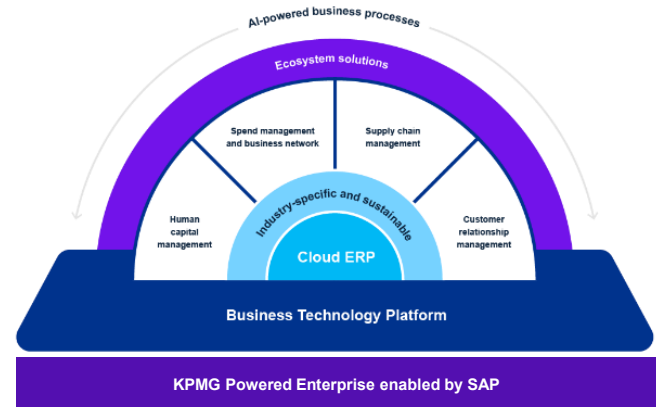 AI-powered business processes
Ecosystem solutions
Spend management
and business network
Supply chain
management
Human
capital
management
Industry-specific and sustainable
Customer
relationship
management
Cloud ERP
Business Technology Platform
KPMG Powered Enterprise enabled by SAP